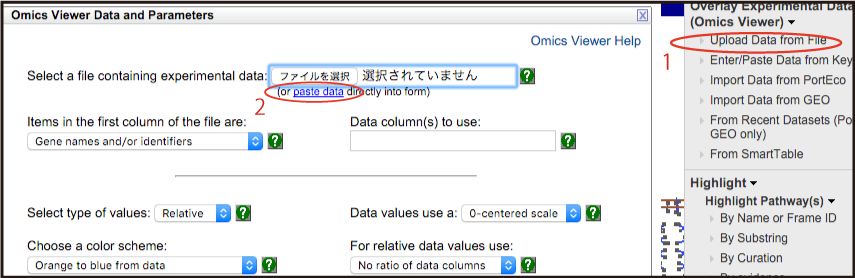 Omics Viewer Data and Parameters
Omics Viewer Help
Select a file containing experimental data: ファイルを選択 選択されていません
(or paste data directly into form)
2
Items in the first column of the file are:
Gene names and/or identifiers
Data column(s) to use:
Select type of values: Relative
Data values use a: 0-centered scale
Choose a color scheme:
Orange to blue from data
For relative data values use:
No ratio of data columns
Overlay Experimental Data
(Omics Viewer)
1
Upload Data from File
Enter/Paste Data from Key
Import Data from PortEco
Import Data from GEO
From Recent Datasets (Po
GEO only)
From SmartTable
Highlight
Highlight Pathway(s)
By Name or Frame ID
By Substring
By Curation